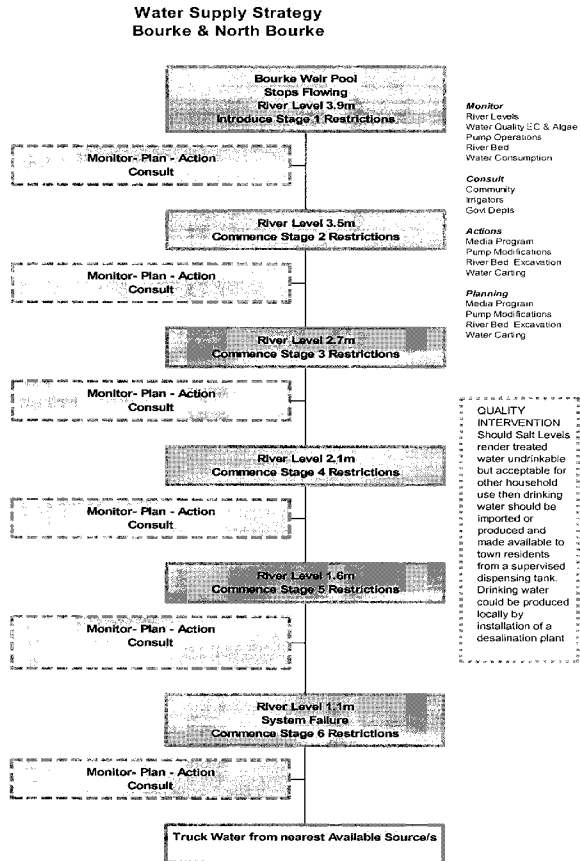 Water Supply Strategy
Bourke & North Bourke
Bourke Weir Pool
Stops Flowing
River Level 3.9m
Introduce Stage 1 Restrictions
Monitor- Plan - Action
Consult
River Level 3.5m
Commence Stage 2 Restrictions
Monitor- Plan - Action
Consult
River Level 2.7m
Commence Stage 3 Restrictions
Monitor- Plan - Action
Consult
River Level 2.1m
Commence Stage 4 Restrictions
Monitor- Plan - Action
Consult
River Level 1.6m
Commence Stage 5 Restrictions
Monitor- Plan - Action
Consult
River Level 1.1m
System Failure
Commence Stage 6 Restrictions
Monitor- Plan - Action
Consult
Truck Water from nearest Available Source/s
Monitor
River Levels
Water Quality EC & Algae
Pump Operations
River Bed
Water Consumption
Consult
Community
Irrigators
Govt Depts
Actions
Media Program
Pump Modifications
River Bed Excavation
Water Carting
Planning
Media Program
Pump Modifications
River Bed Excavation
Water Carting
QUALITY
INTERVENTION
Should Salt Levels
render treated
water undrinkable
but acceptable for
other household
use then drinking
water should be
imported or
produced and
made available to
town residents
from a supervised
dispensing tank.
Drinking water
could be produced
locally by
installation of a
desalination plant